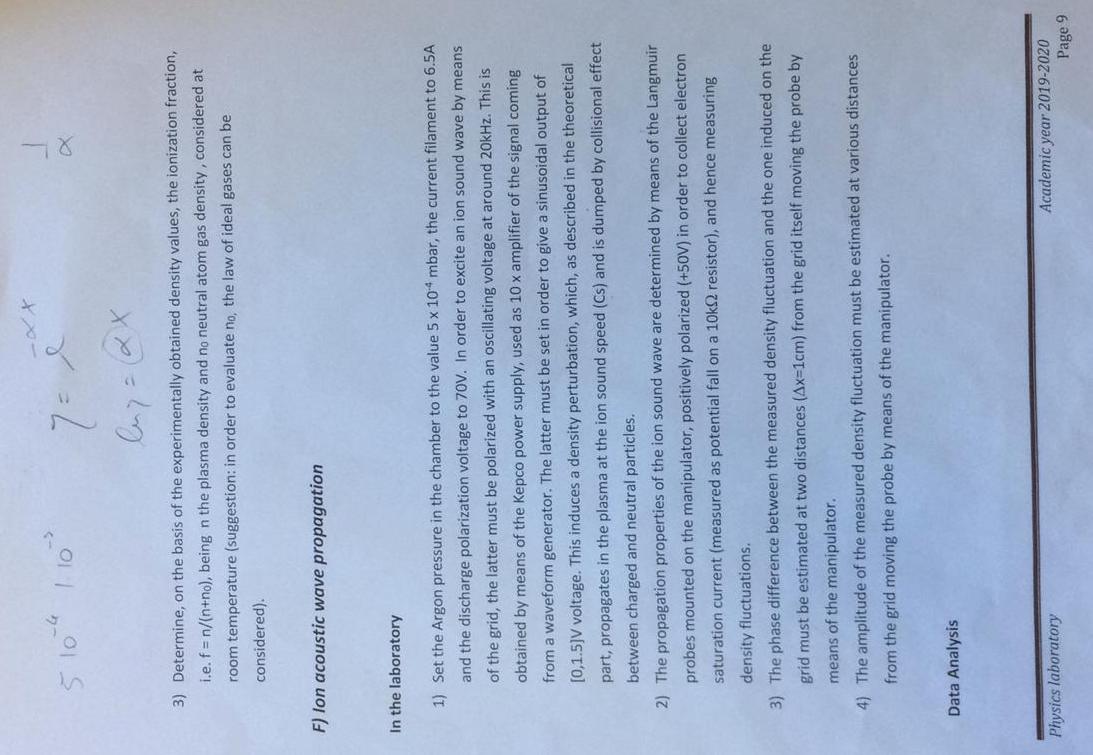 5 10⁻⁴ 1 10⁻³ η = e^-αx 1/α
ln η = αx
3) Determine, on the basis of the experimentally obtained density values, the ionization fraction,
i.e. f = n/(n+n₀), being n the plasma density and n₀ neutral atom gas density , considered at
room temperature (suggestion: in order to evaluate n₀, the law of ideal gases can be
considered).
F) Ion acoustic wave propagation
In the laboratory
1) Set the Argon pressure in the chamber to the value 5 x 10⁻⁴ mbar, the current filament to 6.5A
and the discharge polarization voltage to 70V. In order to excite an ion sound wave by means
of the grid, the latter must be polarized with an oscillating voltage at around 20kHz. This is
obtained by means of the Kepco power supply, used as 10 x amplifier of the signal coming
from a waveform generator. The latter must be set in order to give a sinusoidal output of
[0,1.5]V voltage. This induces a density perturbation, which, as described in the theoretical
part, propagates in the plasma at the ion sound speed (Cs) and is dumped by collisional effect
between charged and neutral particles.
2) The propagation properties of the ion sound wave are determined by means of the Langmuir
probes mounted on the manipulator, positively polarized (+50V) in order to collect electron
saturation current (measured as potential fall on a 10kΩ resistor), and hence measuring
density fluctuations.
3) The phase difference between the measured density fluctuation and the one induced on the
grid must be estimated at two distances (Δx=1cm) from the grid itself moving the probe by
means of the manipulator.
4) The amplitude of the measured density fluctuation must be estimated at various distances
from the grid moving the probe by means of the manipulator.
Data Analysis
Physics laboratory
Academic year 2019-2020
Page 9